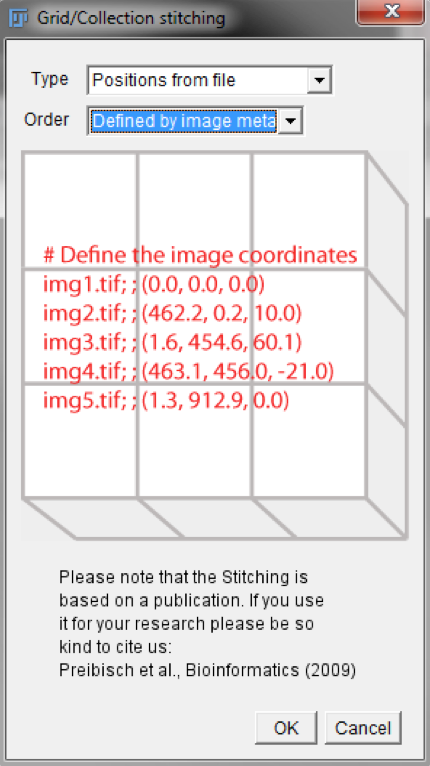 Grid/Collection stitching
Type
Positions from file
Order
Defined by image meta
# Define the image coordinates
img1.tif; ; (0.0, 0.0, 0.0)
img2.tif; ; (462.2, 0.2, 10.0)
img3.tif; ; (1.6, 454.6, 60.1)
img4.tif; ; (463.1, 456.0, -21.0)
img5.tif; ; (1.3, 912.9, 0.0)
Please note that the Stitching is
based on a publication. If you use
it for your research please be so
kind to cite us:
Preibisch et al., Bioinformatics (2009)
OK
Cancel